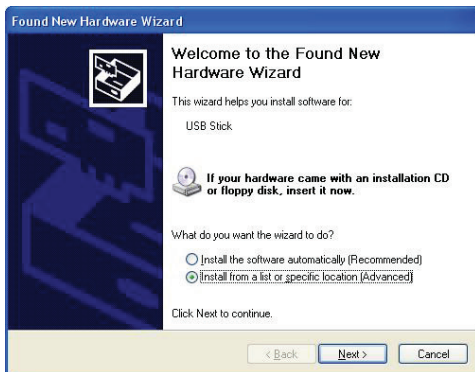 Found New Hardware Wizard
Welcome to the Found New
Hardware Wizard
This wizard helps you install software for:
USB Stick
If your hardware came with an installation CD
or floppy disk, insert it now.
What do you want the wizard to do?
Install the software automatically (Recommended)
Install from a list or specific location (Advanced)
Click Next to continue.
< Back Next > Cancel